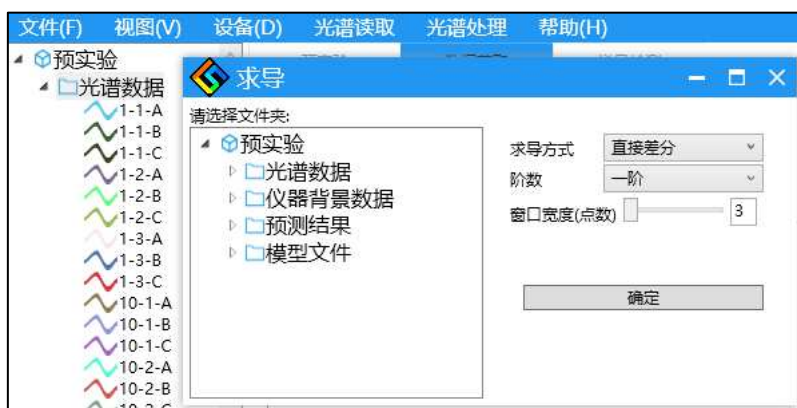 文件(F) 视图(V) 设备(D) 光谱读取 光谱处理 帮助(H)
预实验
光谱数据
1-1-A
1-1-B
1-1-C
1-2-A
1-2-B
1-2-C
1-3-A
1-3-B
1-3-C
10-1-A
10-1-B
10-1-C
10-2-A
10-2-B
求导
请选择文件夹:
预实验
光谱数据
仪器背景数据
预测结果
模型文件
求导方式 直接差分
阶数 一阶
窗口宽度(点数) 3
确定